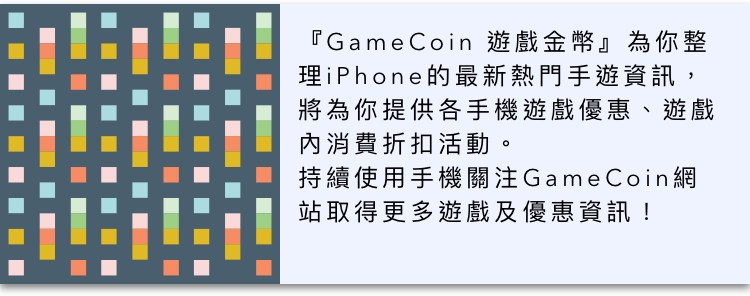 『GameCoin 遊戲金幣』為你整
理iPhone的最新熱門手遊資訊，
將為你提供各手機遊戲優惠、遊戲
內消費折扣活動。
持續使用手機關注GameCoin網
站取得更多遊戲及優惠資訊！